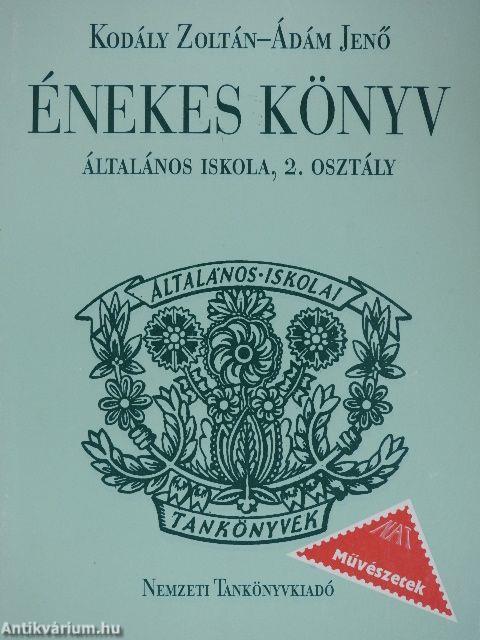 KODÁLY ZOLTÁN–ÁDÁM JENŐ
ÉNEKES KÖNYV
ÁLTALÁNOS ISKOLA, 2. OSZTÁLY
ÁLTALÁNOS·ISKOLAI
TANKÖNYVEK
NAT
Művészetek
NEMZETI TANKÖNYVKIADÓ
Antikvárium.hu